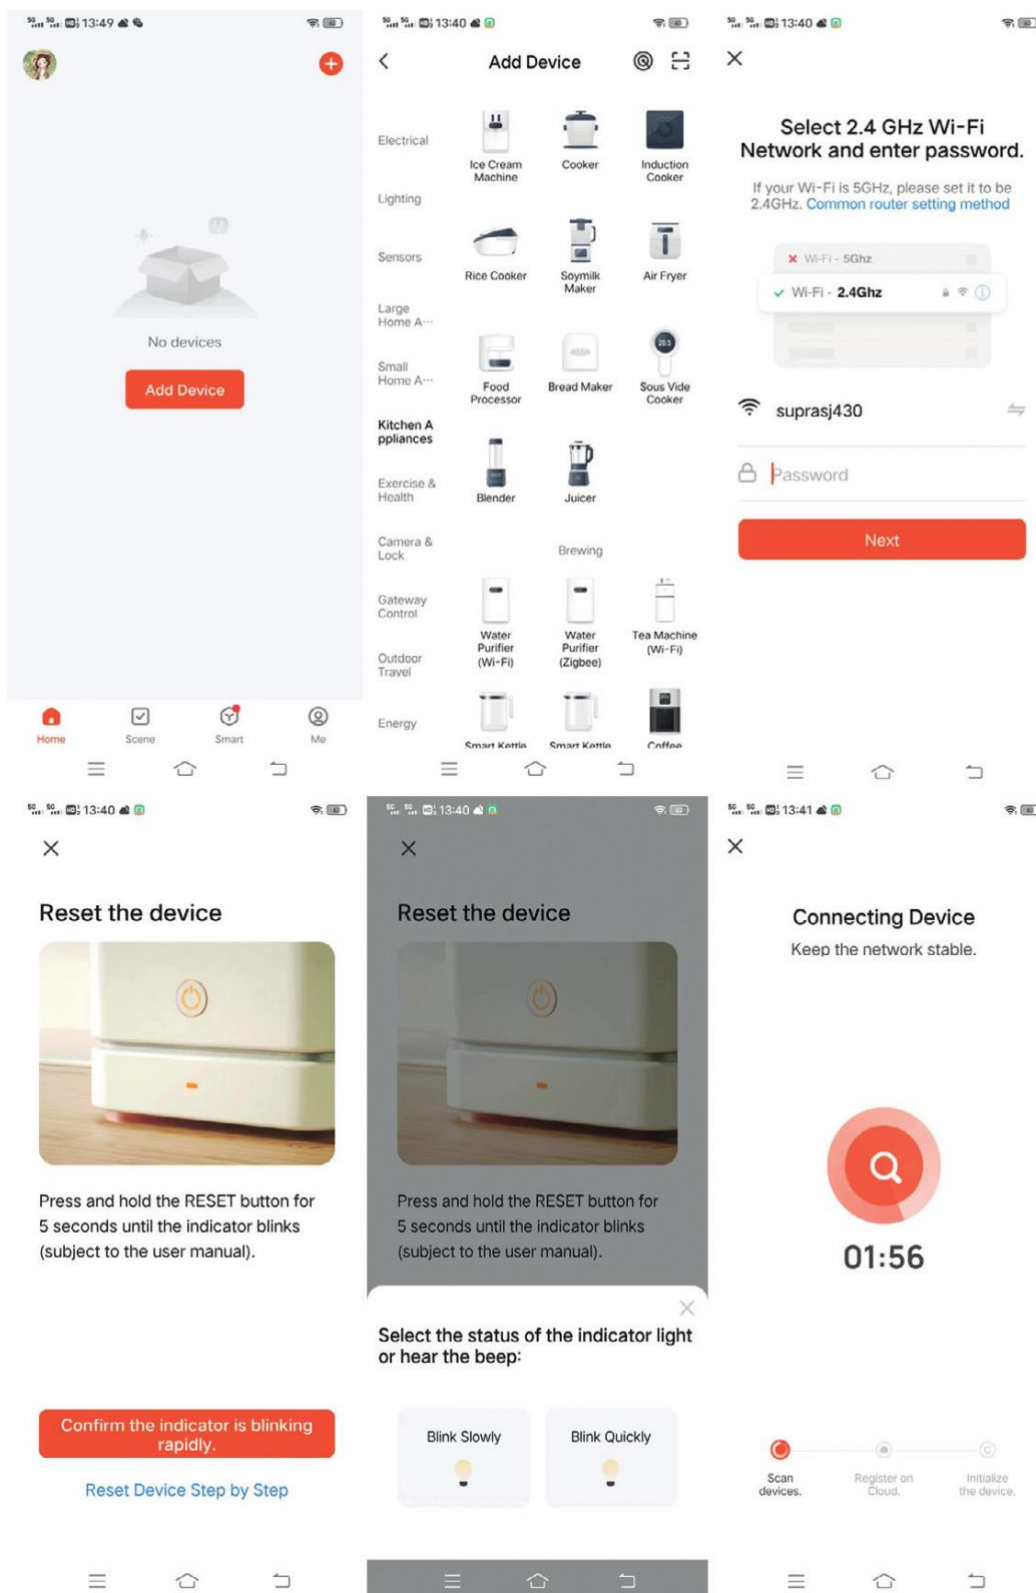 13:49
No devices
Add Device
Home
Scene
Smart
Me
13:40
Add Device
Electrical
Lighting
Sensors
Large
Home A···
Small
Home A···
Kitchen A
ppliances
Exercise &
Health
Camera &
Lock
Gateway
Control
Outdoor
Travel
Energy
Ice Cream
Machine
Cooker
Induction
Cooker
Rice Cooker
Soymilk
Maker
Air Fryer
Food
Processor
Bread Maker
Sous Vide
Cooker
Blender
Juicer
Brewing
Water
Purifier
(Wi-Fi)
Water
Purifier
(Zigbee)
Tea Machine
(Wi-Fi)
Smart Kettle
Smart Kettle
Coffee
13:40
Select 2.4 GHz Wi-Fi
Network and enter password.
If your Wi-Fi is 5GHz, please set it to be
2.4GHz. Common router setting method
Wi-Fi - 5Ghz
Wi-Fi - 2.4Ghz
suprasj430
Password
Next
13:40
Reset the device
Press and hold the RESET button for
5 seconds until the indicator blinks
(subject to the user manual).
Confirm the indicator is blinking
rapidly.
Reset Device Step by Step
13:40
Reset the device
Press and hold the RESET button for
5 seconds until the indicator blinks
(subject to the user manual).
Select the status of the indicator light
or hear the beep:
Blink Slowly
Blink Quickly
13:41
Connecting Device
Keep the network stable.
01:56
Scan
devices.
Register on
Cloud.
Initialize
the device.